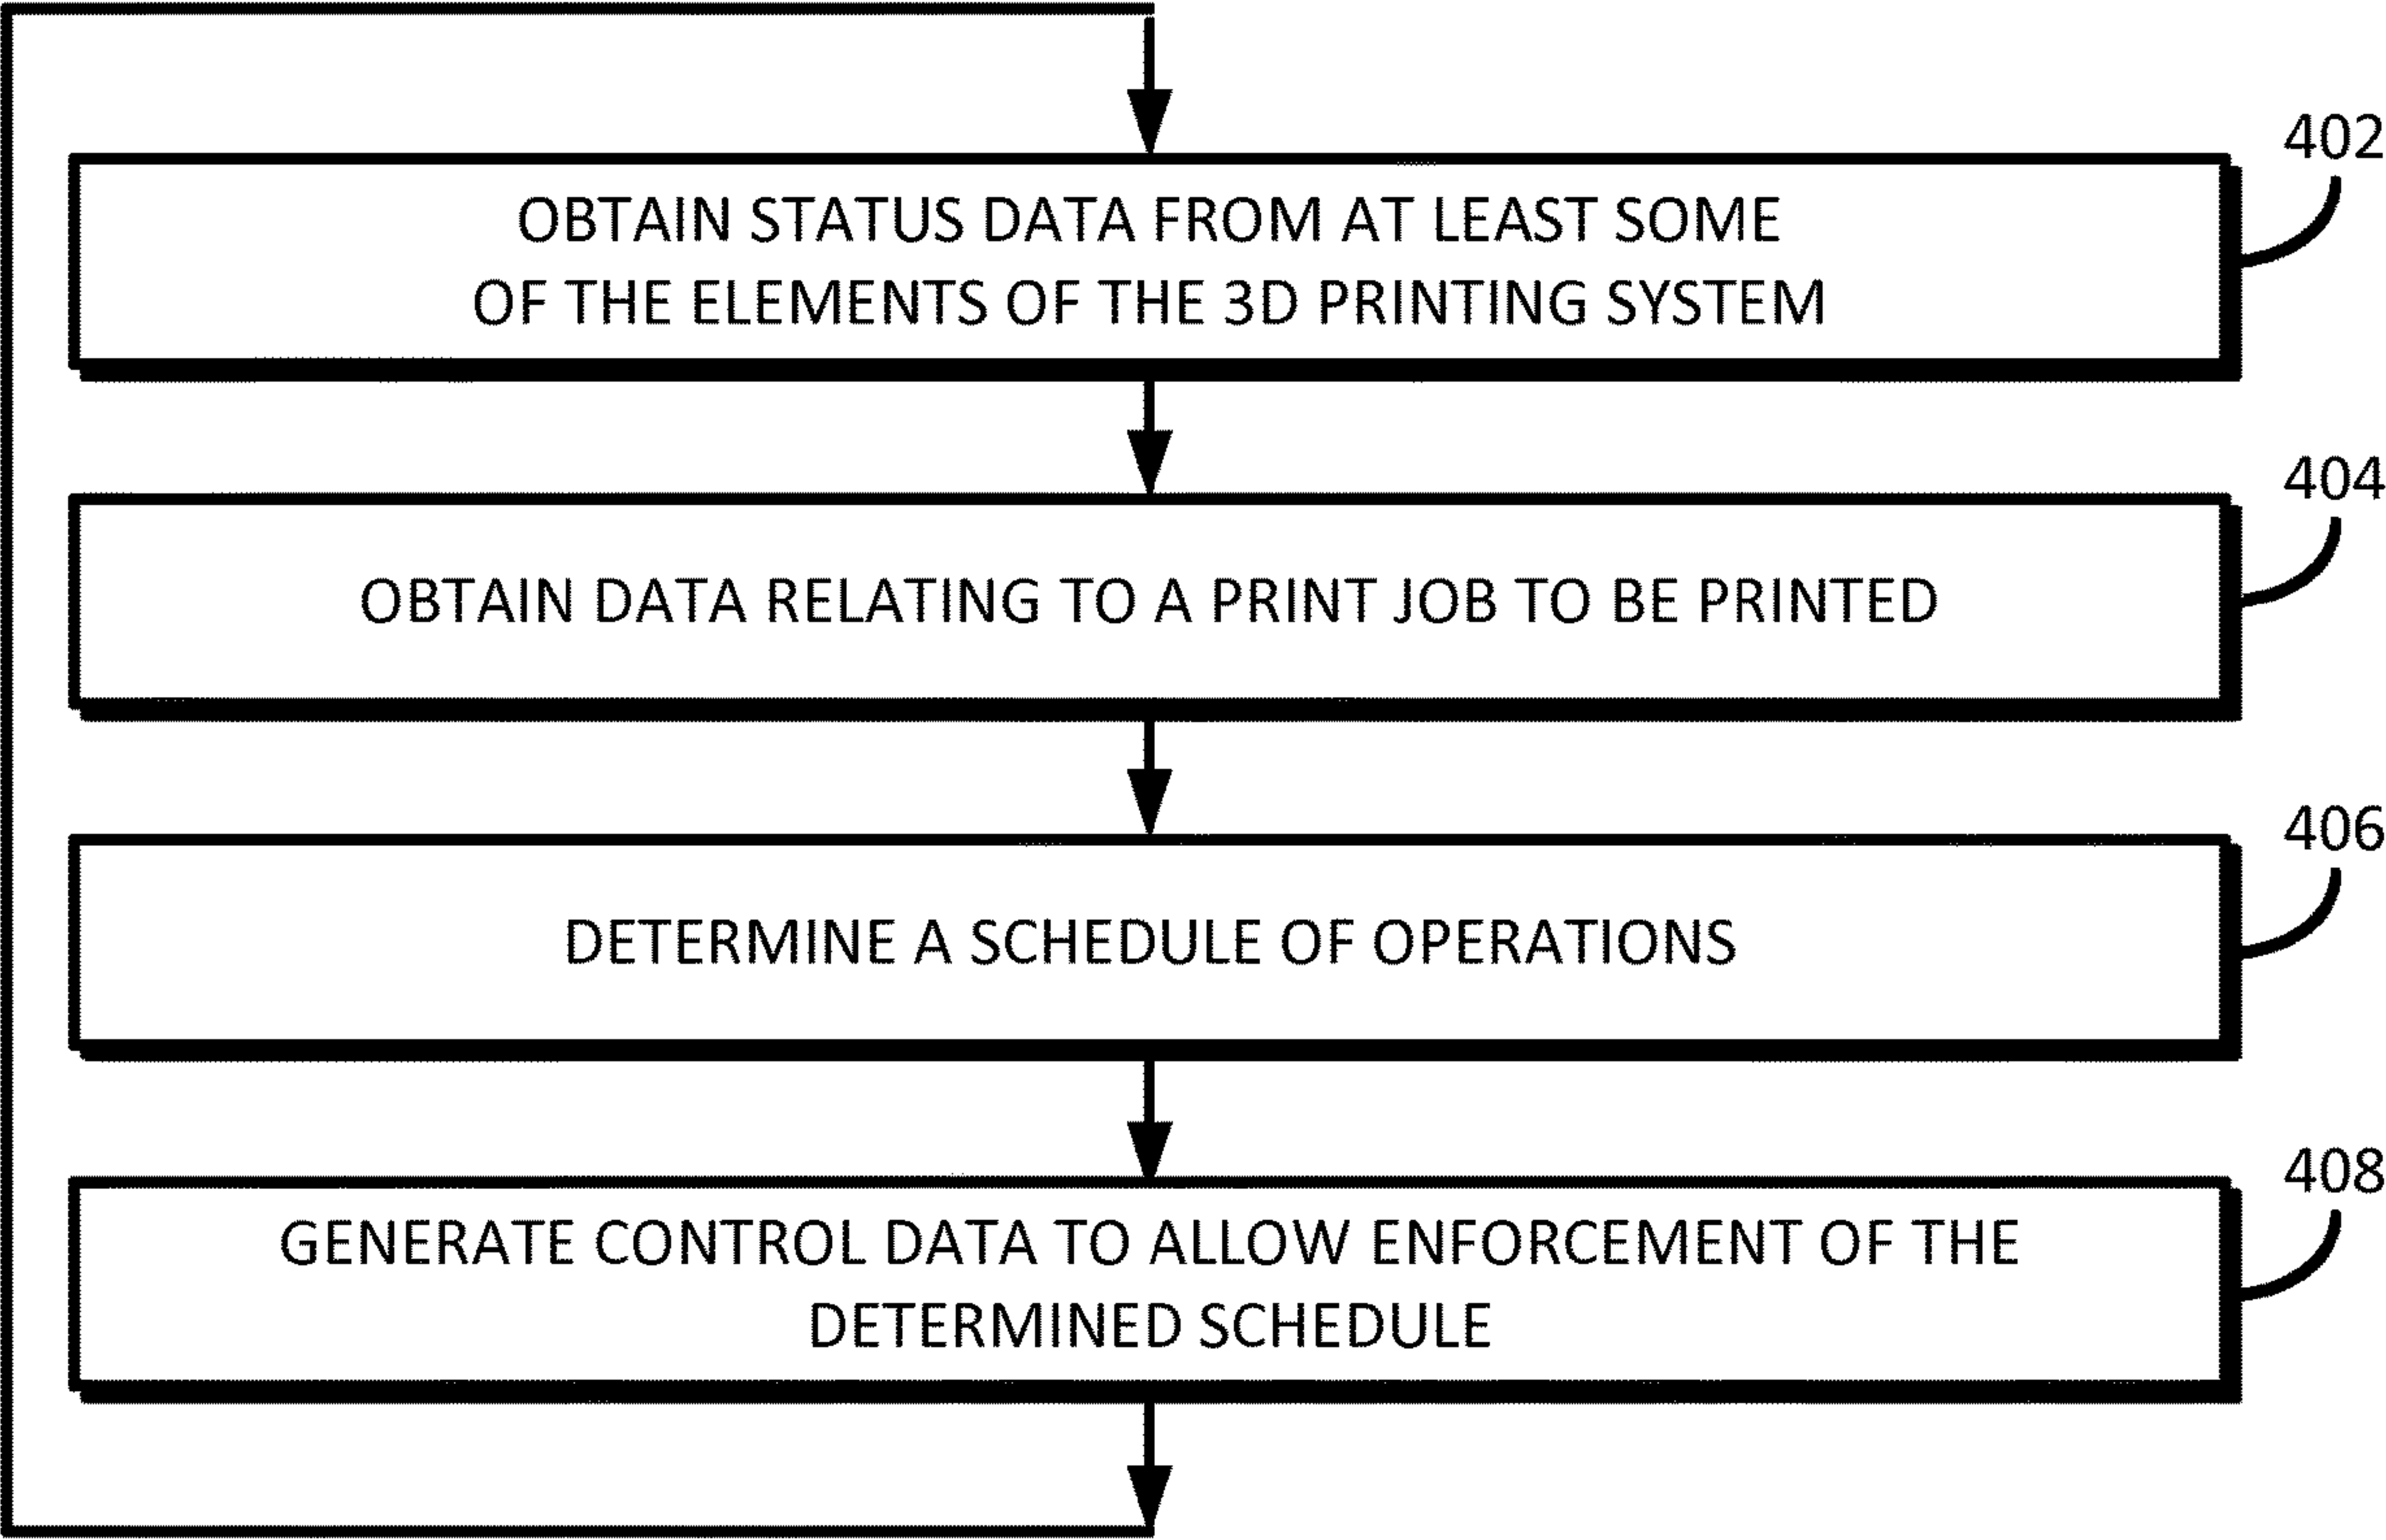 402
OBTAIN STATUS DATA FROM AT LEAST SOME
OF THE ELEMENTS OF THE 3D PRINTING SYSTEM
404
OBTAIN DATA RELATING TO A PRINT JOB TO BE PRINTED
406
DETERMINE A SCHEDULE OF OPERATIONS
408
GENERATE CONTROL DATA TO ALLOW ENFORCEMENT OF THE
DETERMINED SCHEDULE